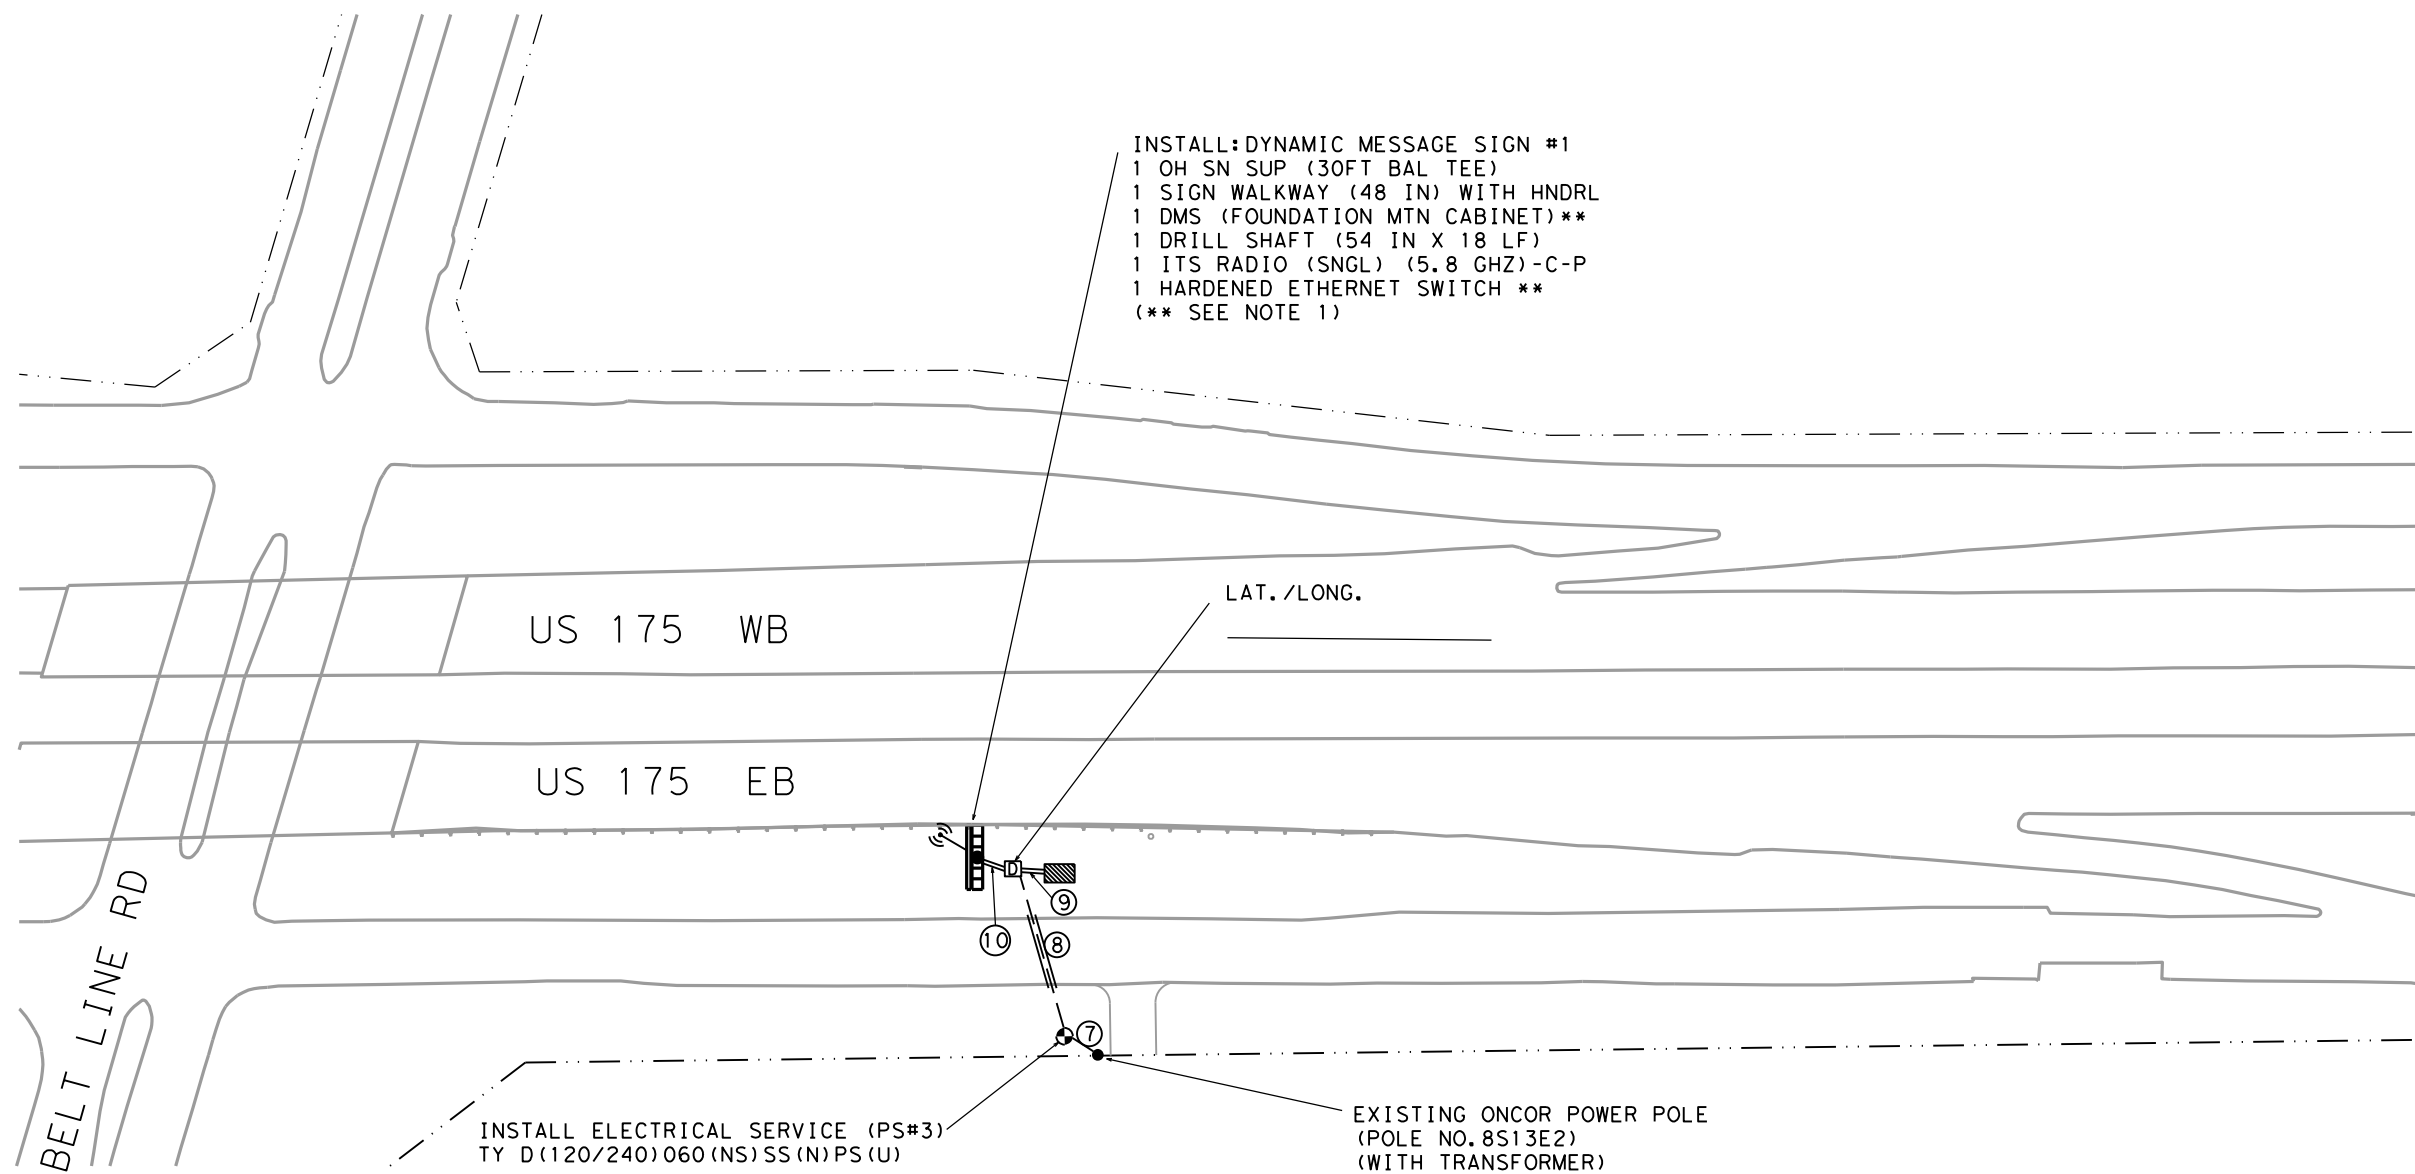 INSTALL: DYNAMIC MESSAGE SIGN #1
1 OH SN SUP (30FT BAL TEE)
1 SIGN WALKWAY (48 IN) WITH HNDRL
1 DMS (FOUNDATION MTN CABINET)**
1 DRILL SHAFT (54 IN X 18 LF)
1 ITS RADIO (SNGL) (5.8 GHZ)-C-P
1 HARDENED ETHERNET SWITCH **
(** SEE NOTE 1)
LAT./LONG.
US 175 WB
US 175 EB
D
9
10
8
7
BELT LINE RD
INSTALL ELECTRICAL SERVICE (PS#3)
TY D(120/240)060(NS)SS(N)PS(U)
EXISTING ONCOR POWER POLE
(POLE NO.8S13E2)
(WITH TRANSFORMER)